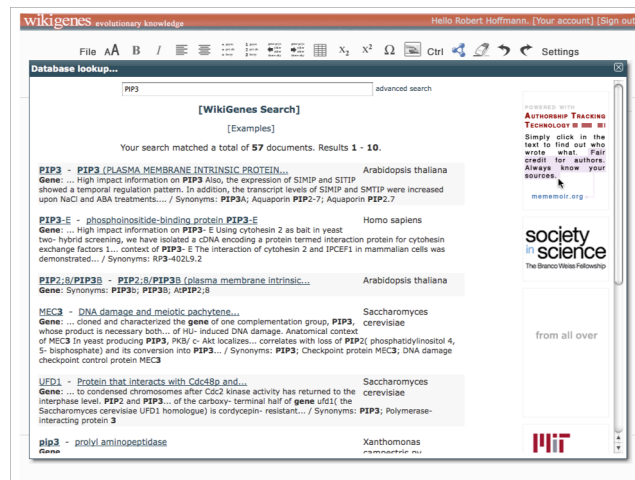 wikigenes evolutionary knowledge
Hello Robert Hoffmann. [Your account] [Sign out
File AA B I X₂ X² Ω Ctrl Settings
Database lookup...
PIP3 advanced search
[WikiGenes Search]
[Examples]
Your search matched a total of 57 documents. Results 1 - 10.
PIP3 - PIP3 (PLASMA MEMBRANE INTRINSIC PROTEIN... Arabidopsis thaliana
Gene: ... High impact information on PIP3 Also, the expression of SIMIP and SITIP
showed a temporal regulation pattern. In addition, the transcript levels of SIMIP and SMTIP were increased
upon NaCl and ABA treatments.... / Synonyms: PIP3A; Aquaporin PIP2-7; Aquaporin PIP2.7
PIP3-E - phosphoinositide-binding protein PIP3-E Homo sapiens
Gene: ... High impact information on PIP3- E Using cytohesin 2 as bait in yeast
two- hybrid screening, we have isolated a cDNA encoding a protein termed interaction protein for cytohesin
exchange factors 1... context of PIP3- E The interaction of cytohesin 2 and IPCEF1 in mammalian cells was
demonstrated... / Synonyms: RP3-402L9.2
PIP2;8/PIP3B - PIP2;8/PIP3B (plasma membrane intrinsic... Arabidopsis thaliana
Gene: Synonyms: PIP3b; PIP3B; AtPIP2;8
MEC3 - DNA damage and meiotic pachytene... Saccharomyces
Gene: ... cloned and characterized the gene of one complementation group, PIP3, cerevisiae
whose product is necessary both... of HU- induced DNA damage. Anatomical context
of MEC3 In yeast producing PIP3, PKB/ c- Akt localizes... correlates with loss of PIP2( phosphatidylinositol 4,
5- bisphosphate) and its conversion into PIP3... / Synonyms: PIP3; Checkpoint protein MEC3; DNA damage
checkpoint control protein MEC3
UFD1 - Protein that interacts with Cdc48p and... Saccharomyces
Gene: ... to condensed chromosomes after Cdc2 kinase activity has returned to the cerevisiae
interphase level. PIP2 and PIP3... of the carboxy- terminal half of gene ufd1( the
Saccharomyces cerevisiae UFD1 homologue) is cordycepin- resistant... / Synonyms: PIP3; Polymerase-
interacting protein 3
pip3 - prolyl aminopeptidase Xanthomonas
Gene campestris pv
POWERED WITH
AUTHORSHIP TRACKING
TECHNOLOGY
Simply click in the
text to find out who
wrote what. Fair
credit for authors.
Always know your
sources.
mememoir.org
society
in science
The Branco Weiss Fellowship
from all over
MIT